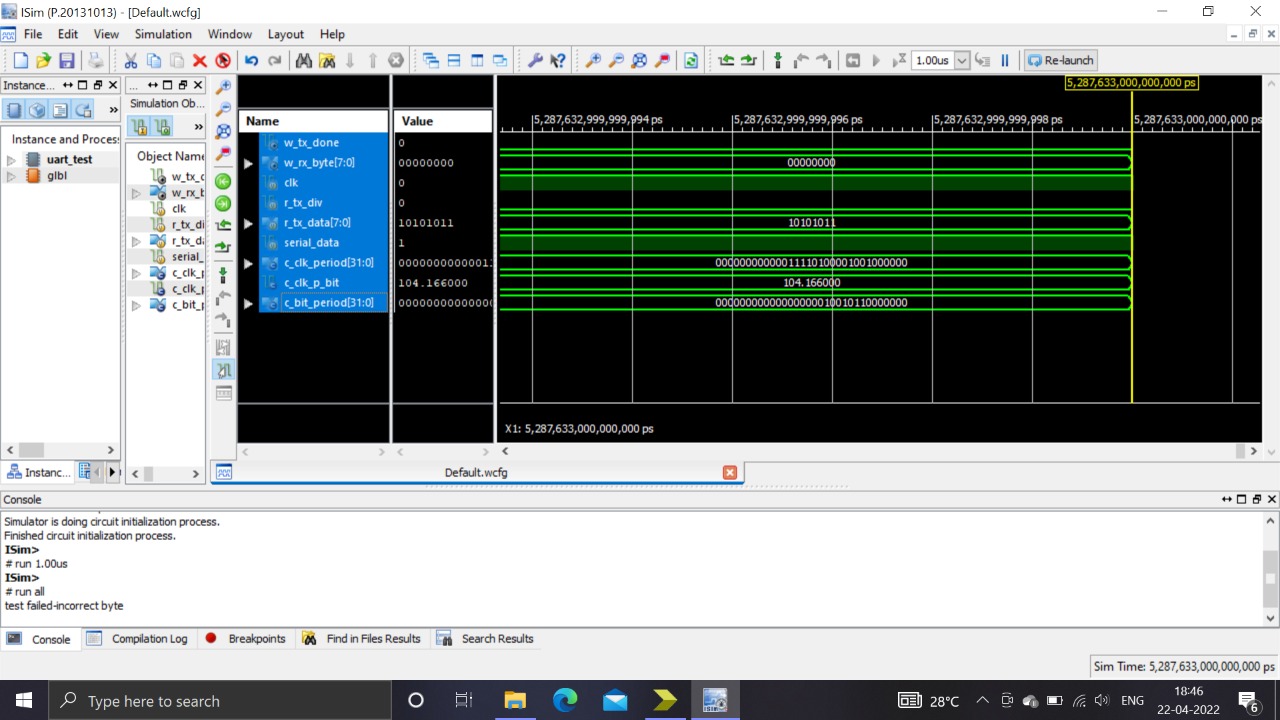 ISim (P.20131013) - [Default.wcfg]
File Edit View Simulation Window Layout Help
1.00us Re-launch
Instance... ... Simulation Ob...
Instance and Proces
uart_test
glbl
Object Name
w_tx_d
w_rx_b
clk
r_tx_di
r_tx_da
serial_
c_clk_p
c_clk_p
c_bit_p
Name Value
w_tx_done 0
w_rx_byte[7:0] 00000000
clk 0
r_tx_div 0
r_tx_data[7:0] 10101011
serial_data 1
c_clk_period[31:0] 0000000000001
c_clk_p_bit 104.166000
c_bit_period[31:0] 00000000000000
5,287,633,000,000,000 ps
5,287,632,999,999,994 ps 5,287,632,999,999,996 ps 5,287,632,999,999,998 ps 5,287,633,000,000,000 ps
00000000
10101011
00000000000011110100001001000000
104.166000
00000000000000000010010110000000
X1: 5,287,633,000,000,000 ps
Instanc...
Default.wcfg
Console
Simulator is doing circuit initialization process.
Finished circuit initialization process.
ISim>
# run 1.00us
ISim>
# run all
test failed-incorrect byte
Console Compilation Log Breakpoints Find in Files Results Search Results
Sim Time: 5,287,633,000,000,000 ps
Type here to search
28°C ENG 18:46
22-04-2022 6